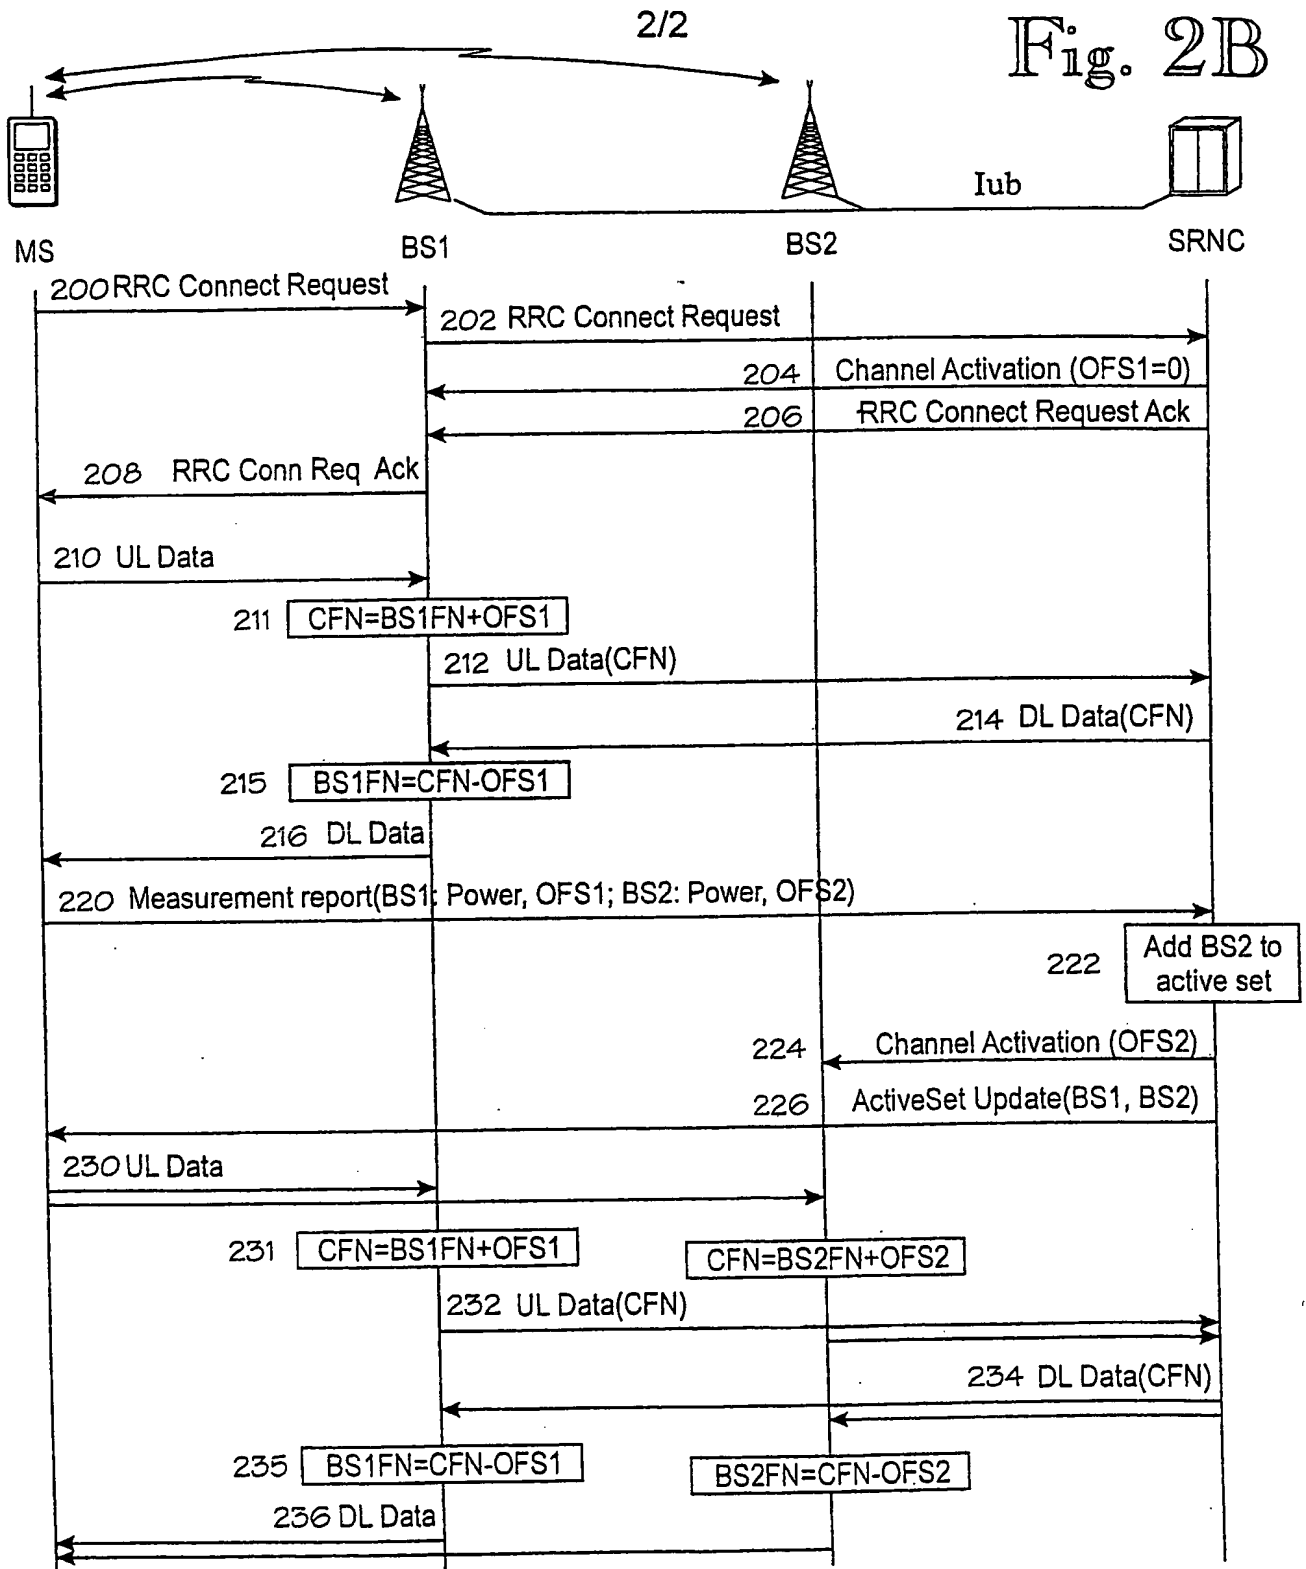 2/2
Fig. 2B
Iub
MS
BS1
BS2
SRNC
200 RRC Connect Request
202 RRC Connect Request
204 Channel Activation (OFS1=0)
206 RRC Connect Request Ack
208 RRC Conn Req Ack
210 UL Data
211 CFN=BS1FN+OFS1
212 UL Data(CFN)
214 DL Data(CFN)
215 BS1FN=CFN-OFS1
216 DL Data
220 Measurement report(BS1: Power, OFS1; BS2: Power, OFS2)
222 Add BS2 to
active set
224 Channel Activation (OFS2)
226 ActiveSet Update(BS1, BS2)
230 UL Data
231 CFN=BS1FN+OFS1
CFN=BS2FN+OFS2
232 UL Data(CFN)
234 DL Data(CFN)
235 BS1FN=CFN-OFS1
BS2FN=CFN-OFS2
236 DL Data